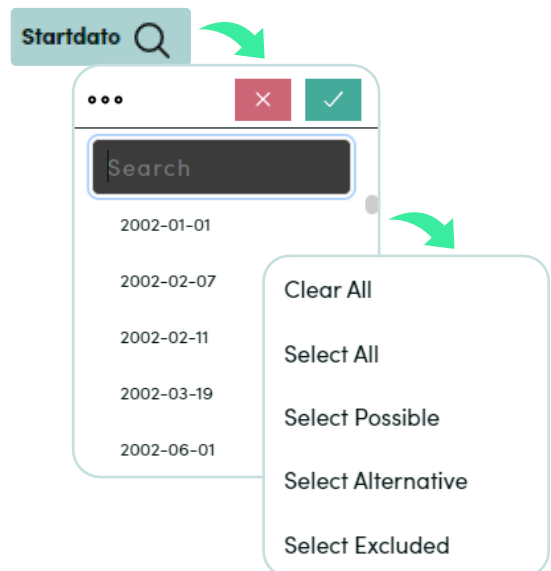 Startdato
Search
2002-01-01
2002-02-07
2002-02-11
2002-03-19
2002-06-01
Clear All
Select All
Select Possible
Select Alternative
Select Excluded